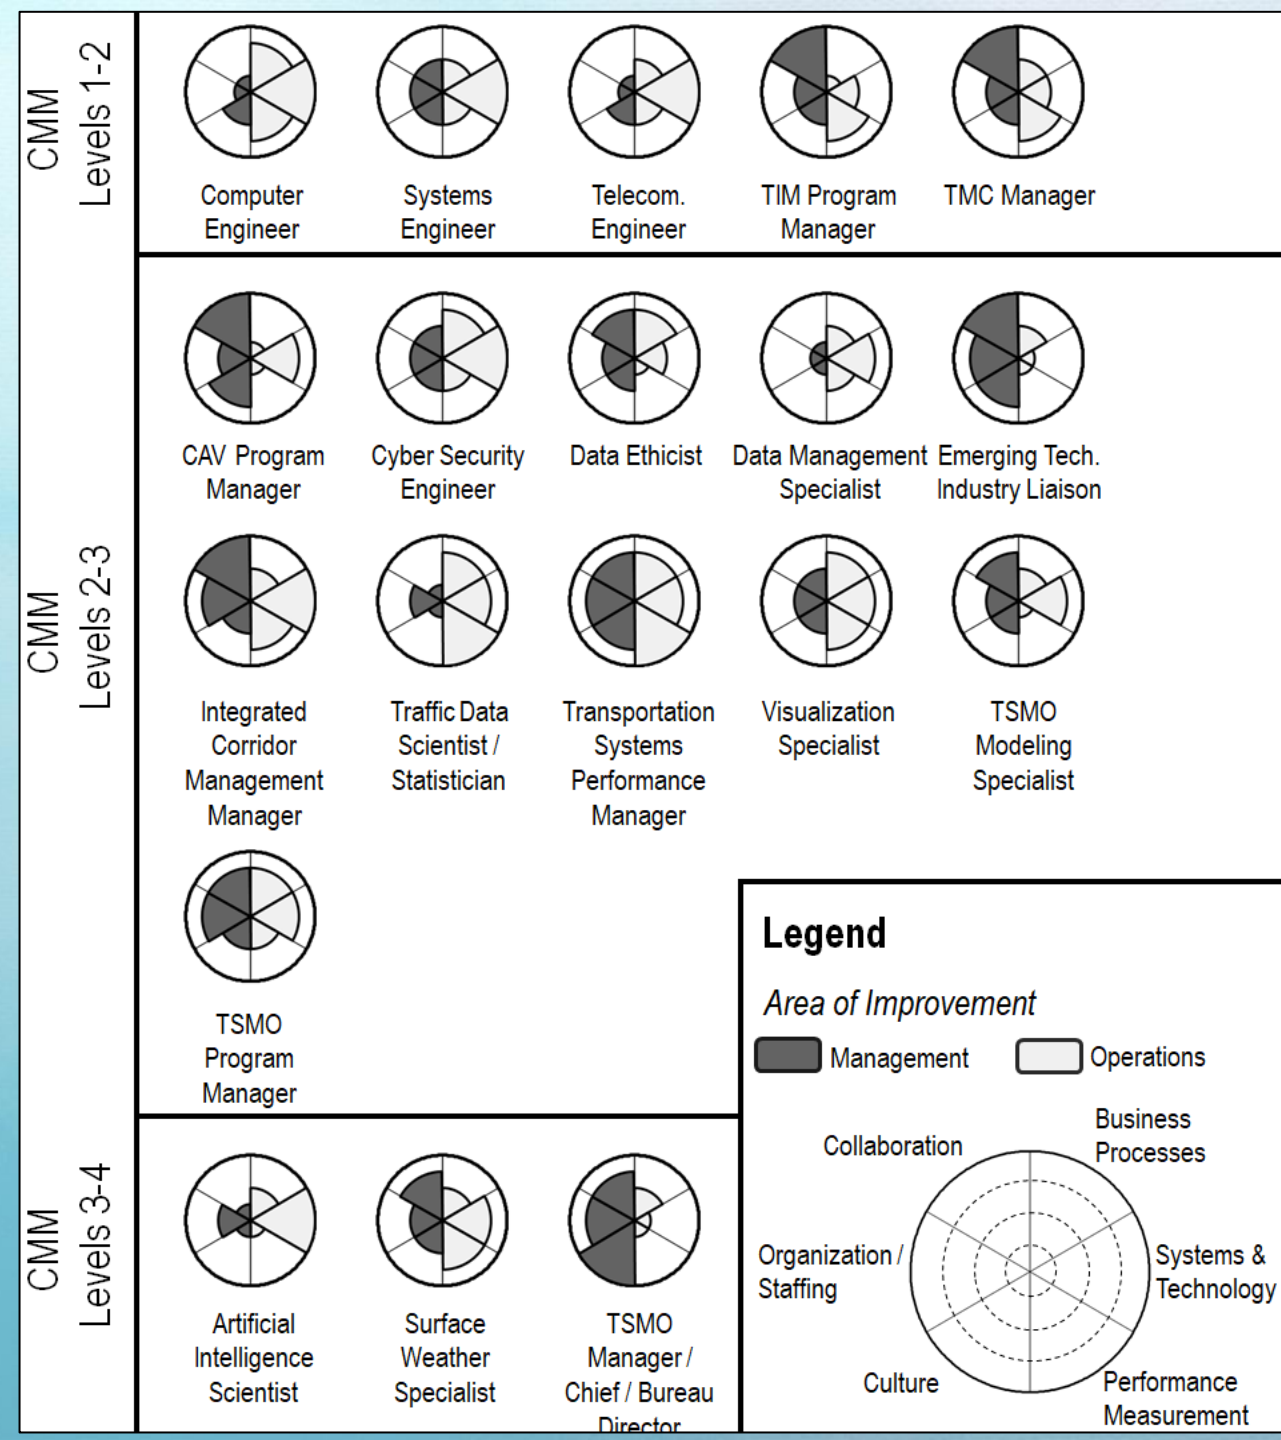 CMM
Levels 1-2
Computer
Engineer
Systems
Engineer
Telecom.
Engineer
TIM Program
Manager
TMC Manager
CMM
Levels 2-3
CAV Program
Manager
Cyber Security
Engineer
Data Ethicist
Data Management
Specialist
Emerging Tech.
Industry Liaison
Integrated
Corridor
Management
Manager
Traffic Data
Scientist /
Statistician
Transportation
Systems
Performance
Manager
Visualization
Specialist
TSMO
Modeling
Specialist
TSMO
Program
Manager
CMM
Levels 3-4
Artificial
Intelligence
Scientist
Surface
Weather
Specialist
TSMO
Manager /
Chief / Bureau
Director
Legend
Area of Improvement
Management
Operations
Collaboration
Business
Processes
Organization /
Staffing
Systems &
Technology
Culture
Performance
Measurement